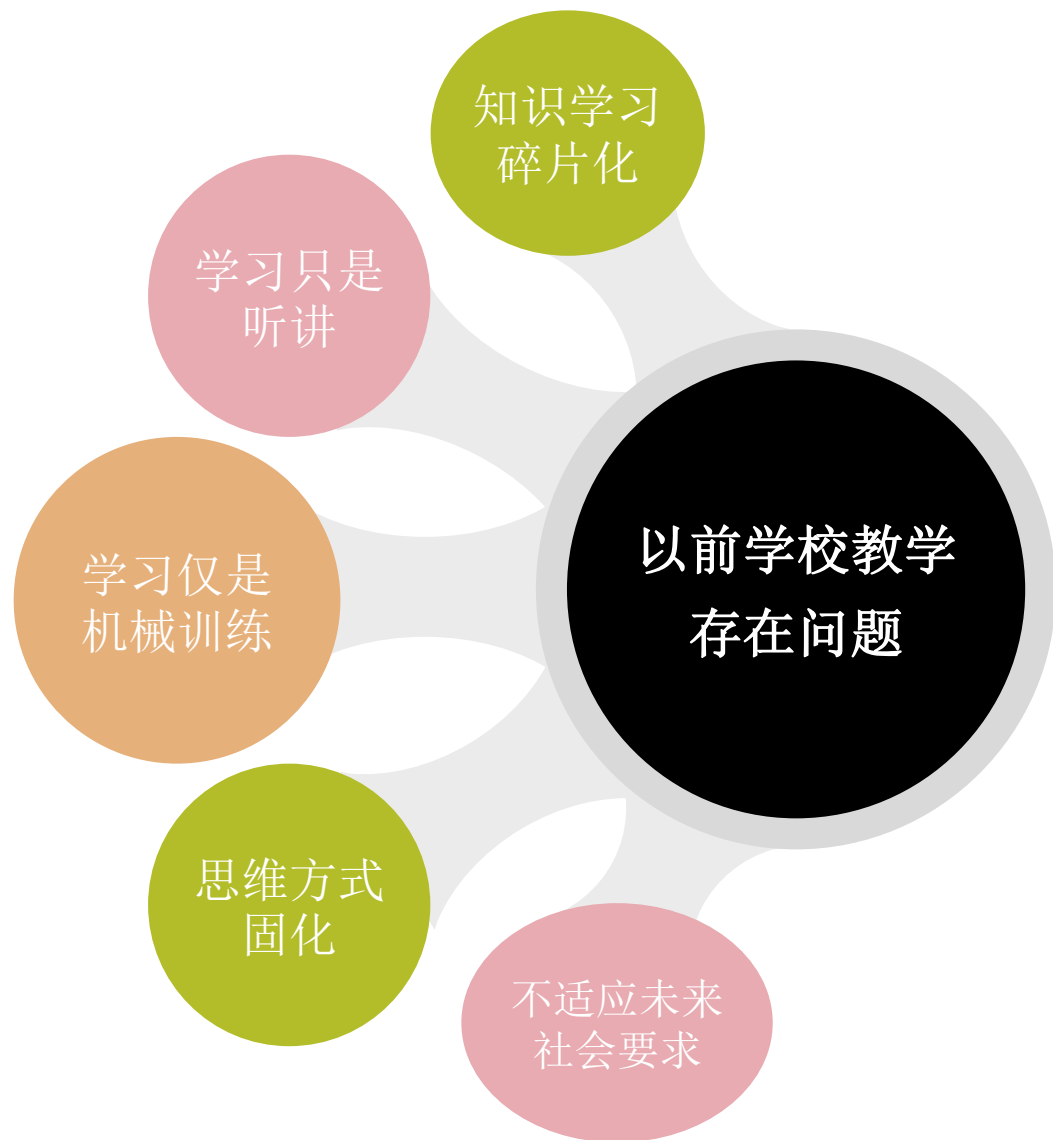 知识学习
碎片化
学习只是
听讲
学习仅是
机械训练
思维方式
固化
不适应未来
社会要求
以前学校教学
存在问题